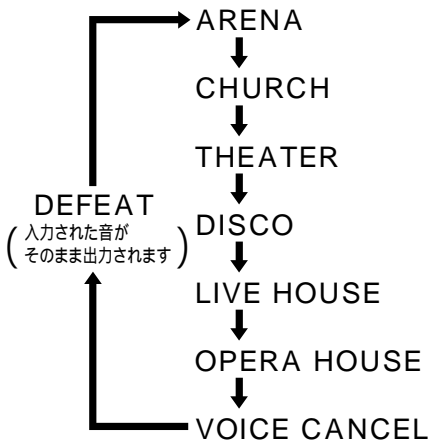 ARENA
CHURCH
THEATER
DEFEAT
(入力された音が
そのまま出力されます)
DISCO
LIVE HOUSE
OPERA HOUSE
VOICE CANCEL